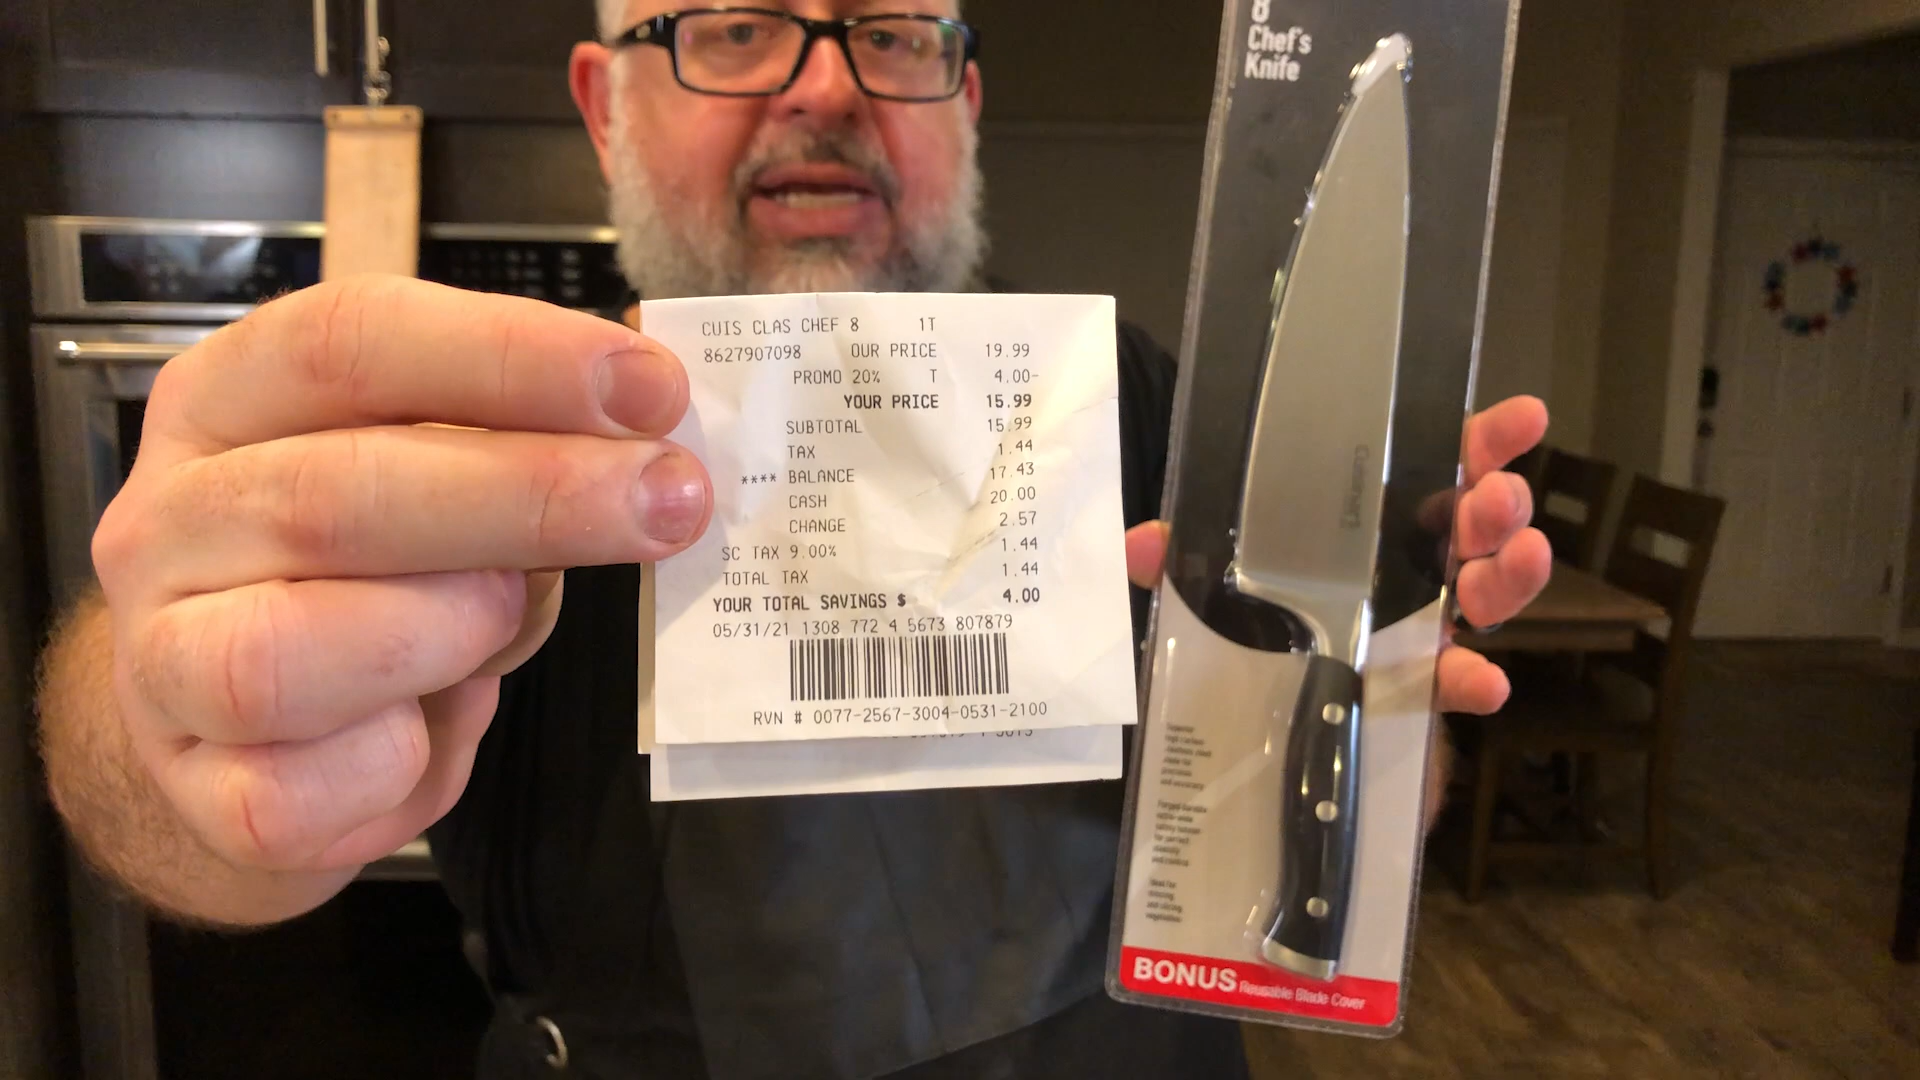 CUIS CLAS CHEF 8 1T
8627907098 OUR PRICE 19.99
PROMO 20% T 4.00-
YOUR PRICE 15.99
SUBTOTAL 15.99
TAX 1.44
**** BALANCE 17.43
CASH 20.00
CHANGE 2.57
SC TAX 9.00% 1.44
TOTAL TAX 1.44
YOUR TOTAL SAVINGS $ 4.00
05/31/21 1308 772 4 5673 807879
RVN # 0077-2567-3004-0531-2100
8"
Chef's
Knife
Cuisinart
BONUS Reusable Blade Cover